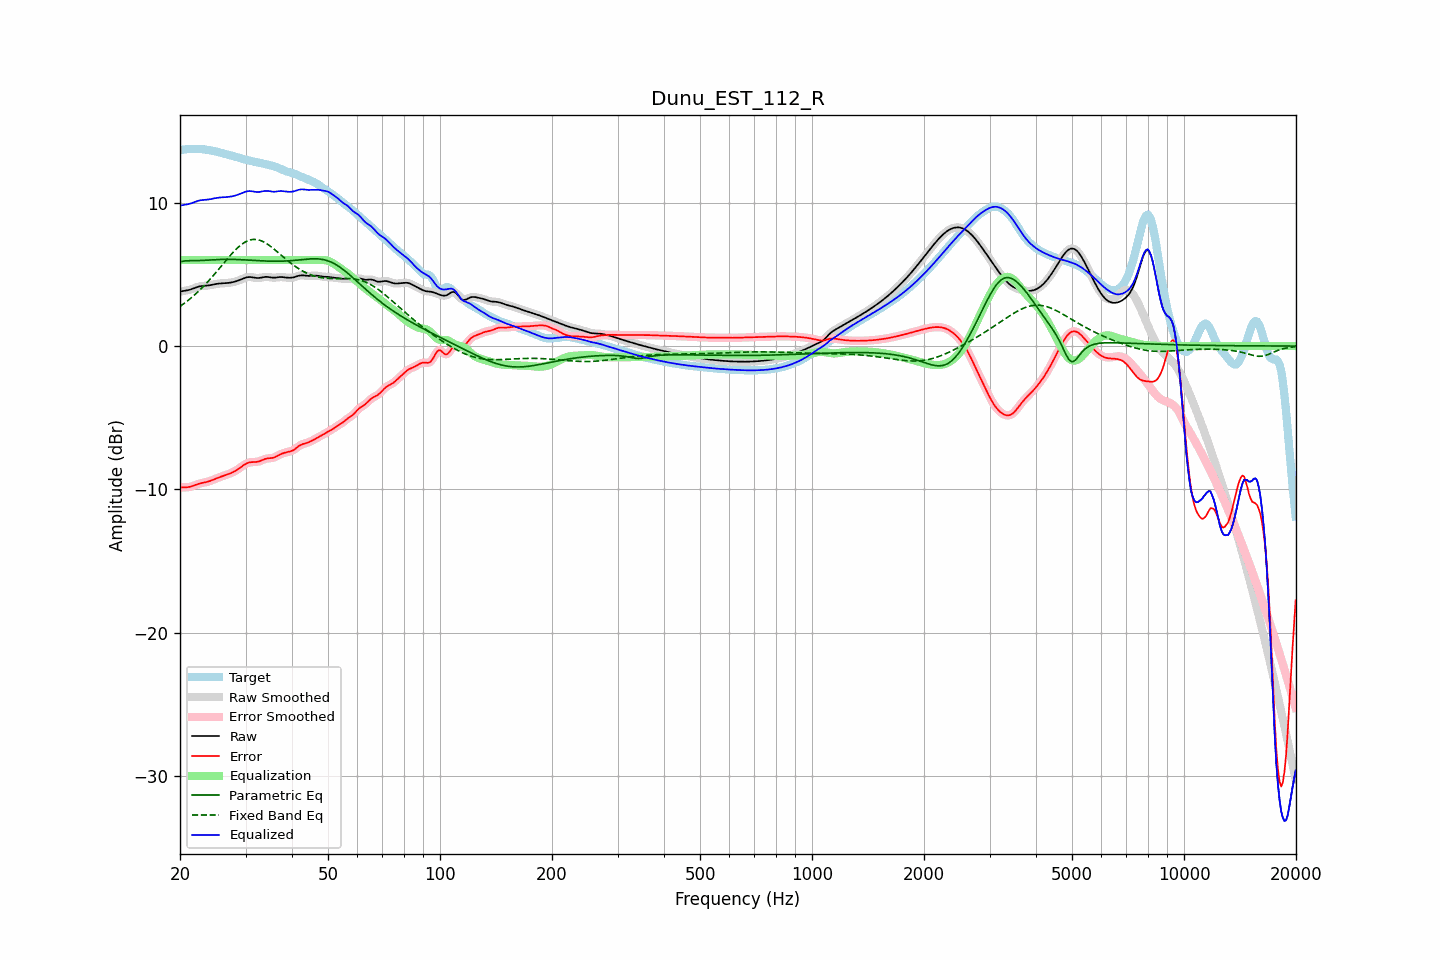 Dunu_EST_112_R
10
0
−10
−20
−30
Amplitude (dBr)
Target
Raw Smoothed
Error Smoothed
Raw
Error
Equalization
Parametric Eq
Fixed Band Eq
Equalized
20 50 100 200 500 1000 2000 5000 10000 20000
Frequency (Hz)